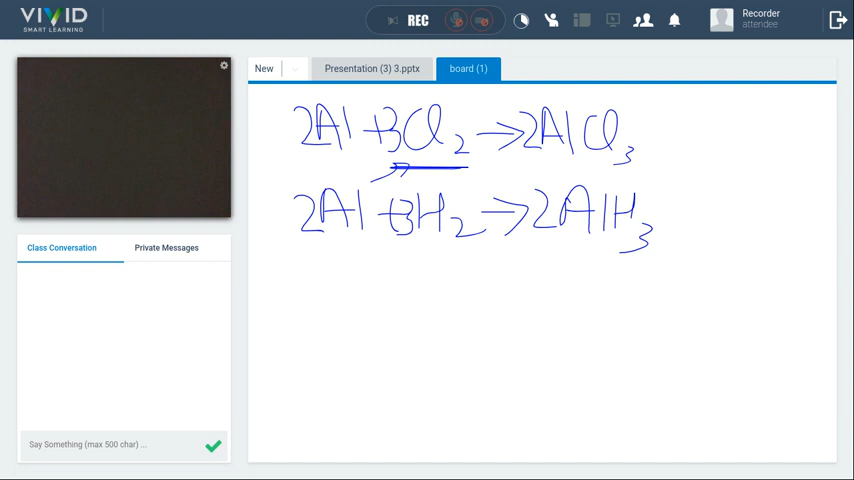 VIVID
SMART LEARNING
REC
Recorder
attendee
New
Presentation (3) 3.pptx
board (1)
2Al + 3Cl₂ → 2AlCl₃
2Al + 3H₂ → 2AlH₃
Class Conversation
Private Messages
Say Something (max 500 char) ...